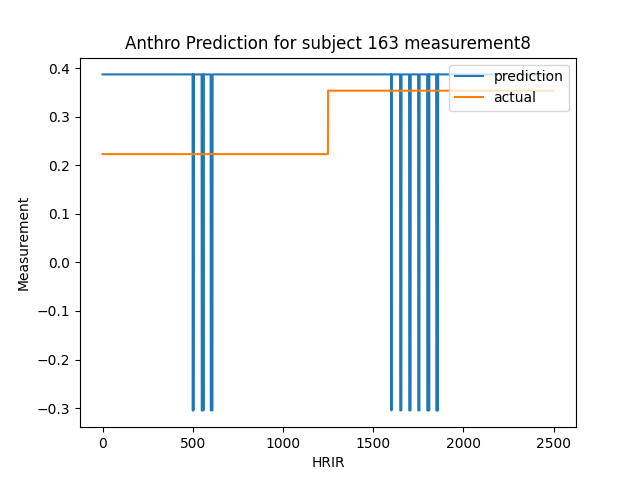 Anthro Prediction for subject 163 measurement8
prediction
actual
0.4
0.3
0.2
0.1
0.0
−0.1
−0.2
−0.3
Measurement
0 500 1000 1500 2000 2500
HRIR